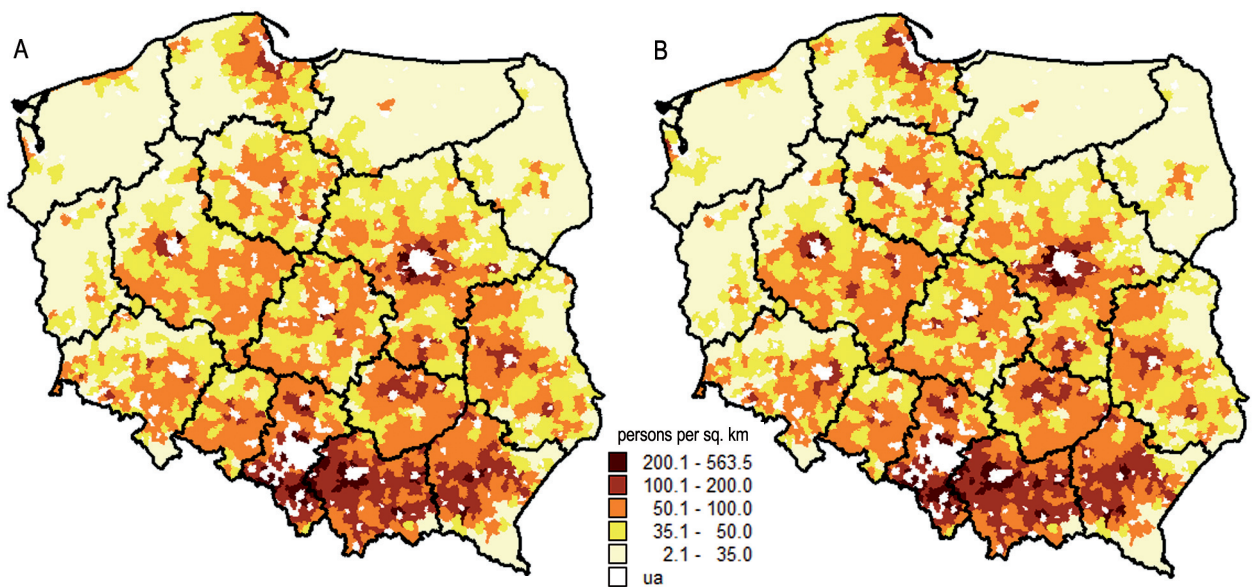 A
B
persons per sq. km
200.1 - 563.5
100.1 - 200.0
50.1 - 100.0
35.1 - 50.0
2.1 - 35.0
ua